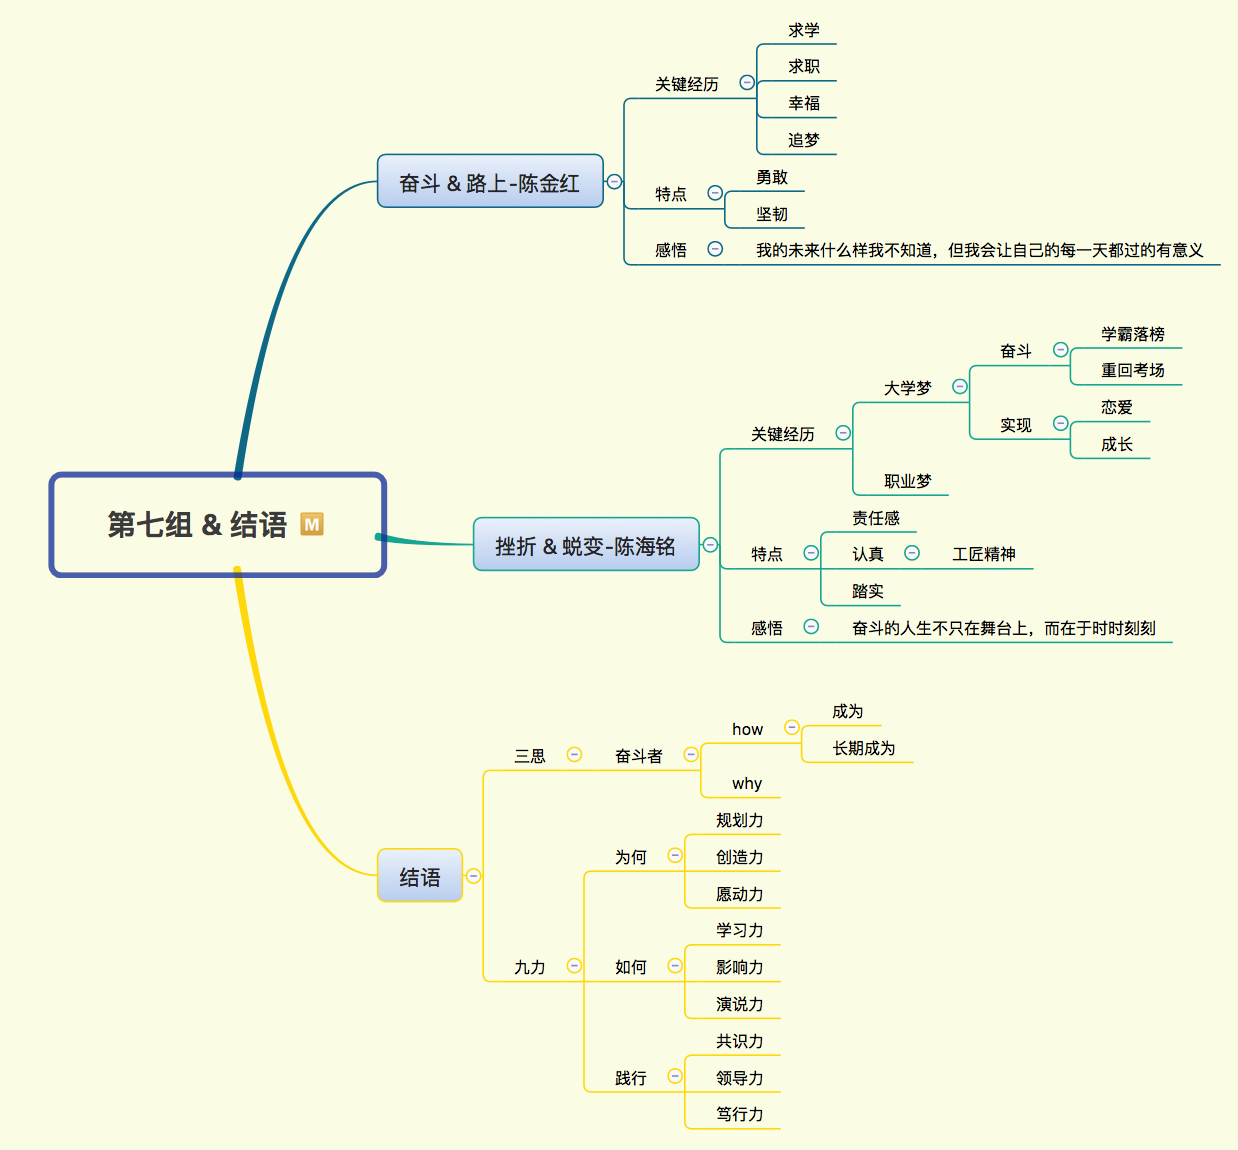 第七组 & 结语 M
奋斗 & 路上-陈金红
关键经历
求学
求职
幸福
追梦
特点
勇敢
坚韧
感悟
我的未来什么样我不知道，但我会让自己的每一天都过的有意义
挫折 & 蜕变-陈海铭
关键经历
大学梦
奋斗
学霸落榜
重回考场
实现
恋爱
成长
职业梦
特点
责任感
认真
工匠精神
踏实
感悟
奋斗的人生不只在舞台上，而在于时时刻刻
结语
三思
奋斗者
how
成为
长期成为
why
九力
为何
规划力
创造力
愿动力
如何
学习力
影响力
演说力
践行
共识力
领导力
笃行力